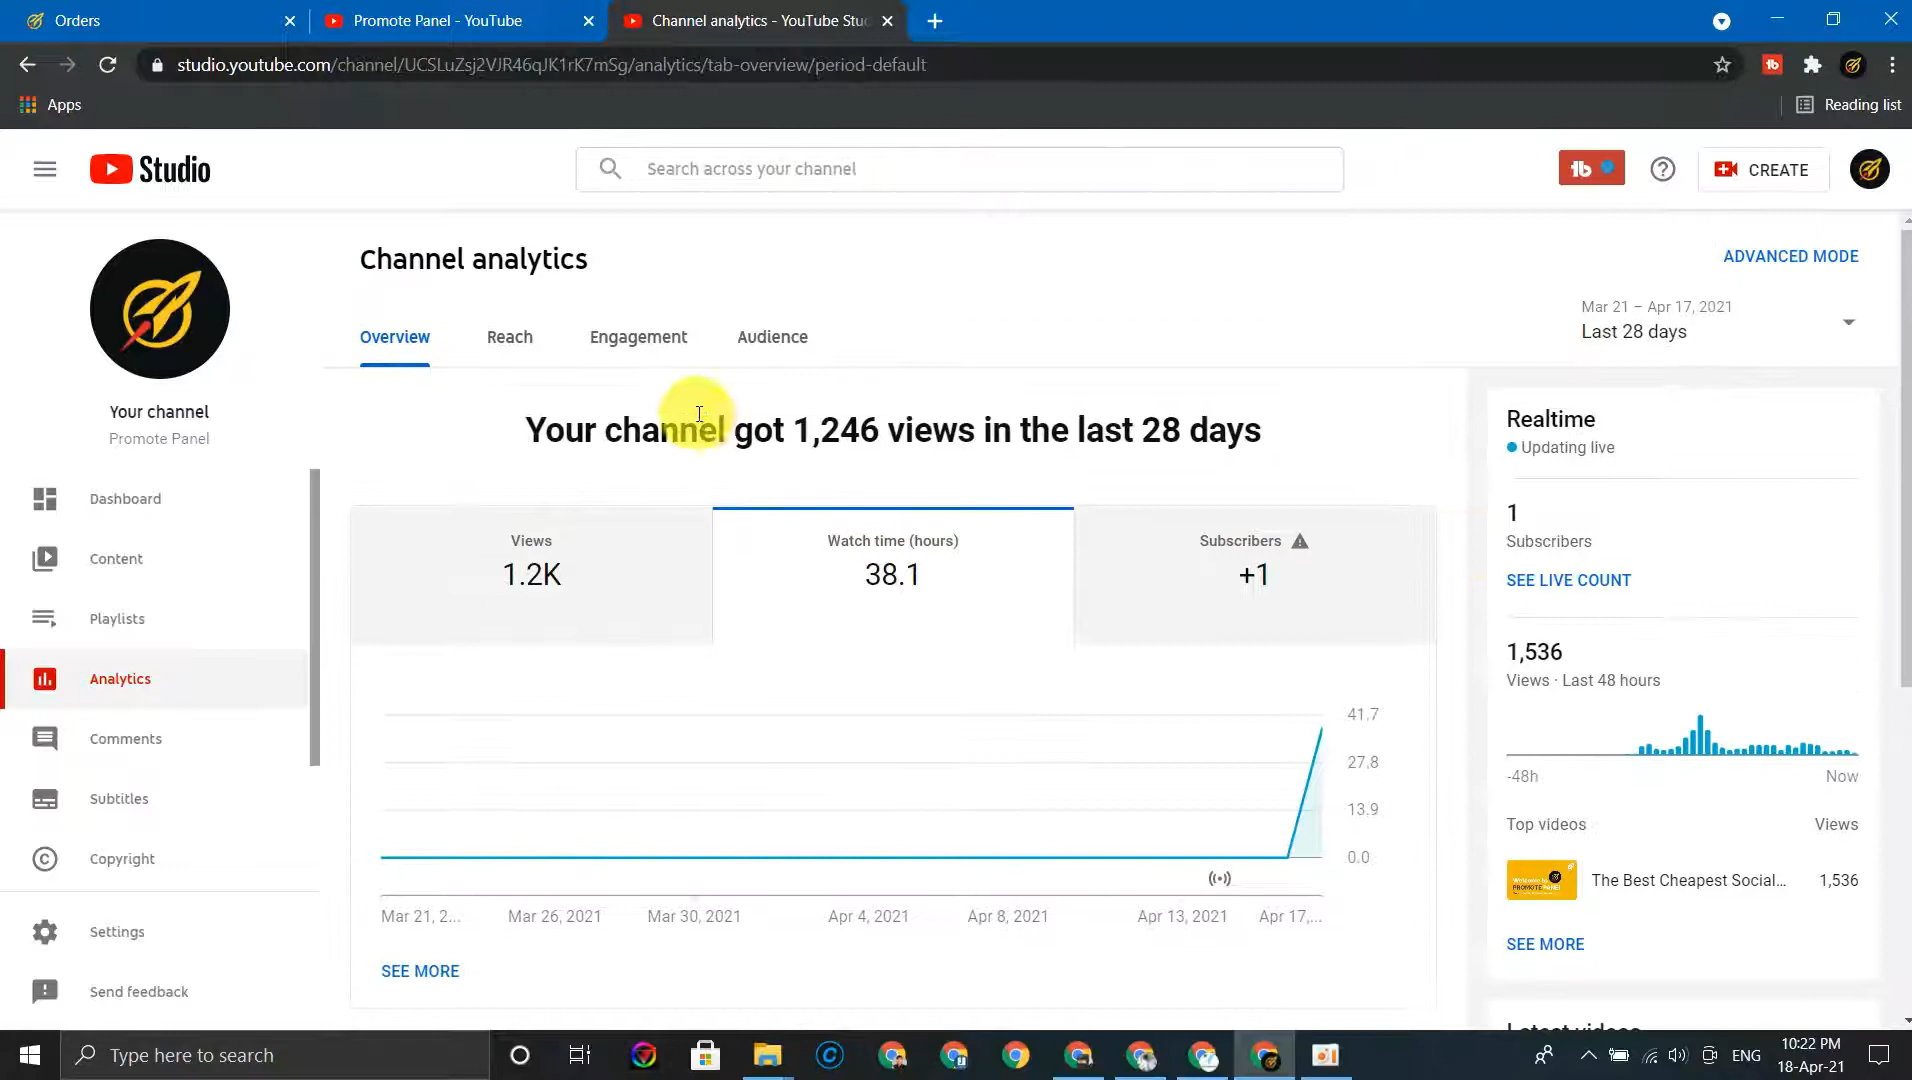 Orders
Promote Panel - YouTube
Channel analytics - YouTube Stu
studio.youtube.com/channel/UCSLuZsj2VJR46qJK1rK7mSg/analytics/tab-overview/period-default
Apps
Reading list
Studio
Search across your channel
CREATE
Channel analytics
ADVANCED MODE
Mar 21 – Apr 17, 2021
Last 28 days
Overview
Reach
Engagement
Audience
Your channel
Promote Panel
Dashboard
Content
Playlists
Analytics
Comments
Subtitles
Copyright
Settings
Send feedback
Your channel got 1,246 views in the last 28 days
Views
1.2K
Watch time (hours)
38.1
Subscribers
+1
41.7
27.8
13.9
0.0
Mar 21, 2...
Mar 26, 2021
Mar 30, 2021
Apr 4, 2021
Apr 8, 2021
Apr 13, 2021
Apr 17,...
SEE MORE
Realtime
Updating live
1
Subscribers
SEE LIVE COUNT
1,536
Views · Last 48 hours
-48h
Now
Top videos
Views
The Best Cheapest Social...
1,536
SEE MORE
Latest videos
Type here to search
ENG
10:22 PM
18-Apr-21